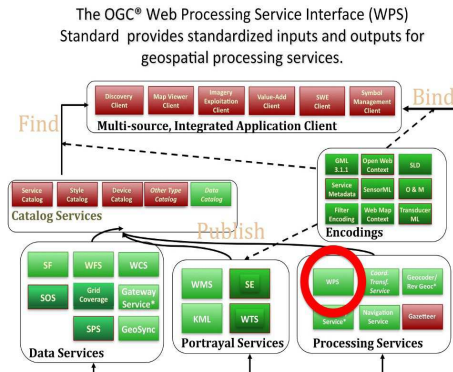 The OGC® Web Processing Service Interface (WPS)
Standard provides standardized inputs and outputs for
geospatial processing services.
Discovery
Client
Map Viewer
Client
Imagery
Exploitation
Client
Value-Add
Client
SWE
Client
Symbol
Management
Client
Multi-source, Integrated Application Client
Bind
Find
GML
3.1.1
Open Web
Context
SLD
Service
Metadata
SensorML
O & M
Filter
Encoding
Web Map
Context
Transducer
ML
Encodings
Service
Catalog
Style
Catalog
Device
Catalog
Other Type
Catalog
Data
Catalog
Catalog Services
Publish
SF
WFS
WCS
SOS
Grid
Coverage
Gateway
Service*
SPS
GeoSync
Data Services
WMS
SE
KML
WTS
Portrayal Services
WPS
Coord.
Transf.
Service
Geocoder/
Rev Geoc*
Service*
Navigation
Service
Gazetteer
Processing Services